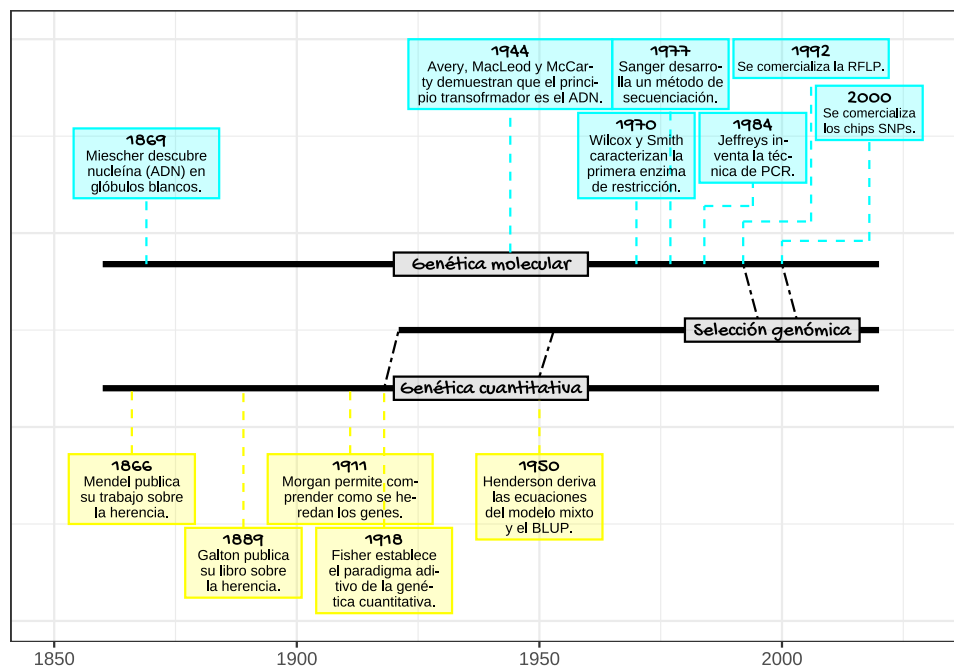 1944
Avery, MacLeod y McCar-
ty demuestran que el princi-
pio transofrmador es el ADN.
1977
Sanger desarro-
lla un método de
secuenciación.
1992
Se comercializa la RFLP.
2000
Se comercializa
los chips SNPs.
1869
Miescher descubre
nucleína (ADN) en
glóbulos blancos.
1970
Wilcox y Smith
caracterizan la
primera enzima
de restricción.
1984
Jeffreys in-
venta la téc-
nica de PCR.
Genética molecular
Selección genómica
Genética cuantitativa
1866
Mendel publica
su trabajo sobre
la herencia.
1911
Morgan permite com-
prender como se he-
redan los genes.
1950
Henderson deriva
las ecuaciones
del modelo mixto
y el BLUP.
1889
Galton publica
su libro sobre
la herencia.
1918
Fisher establece
el paradigma adi-
tivo de la gené-
tica cuantitativa.
1850 1900 1950 2000